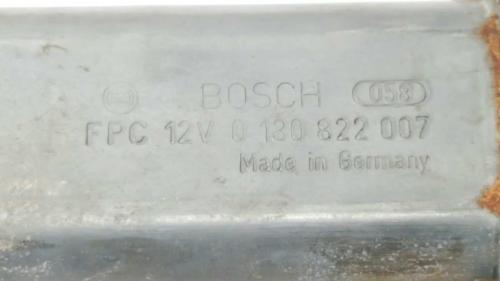 BOSCH 058
FPC 12V 0 130 822 007
Made in Germany